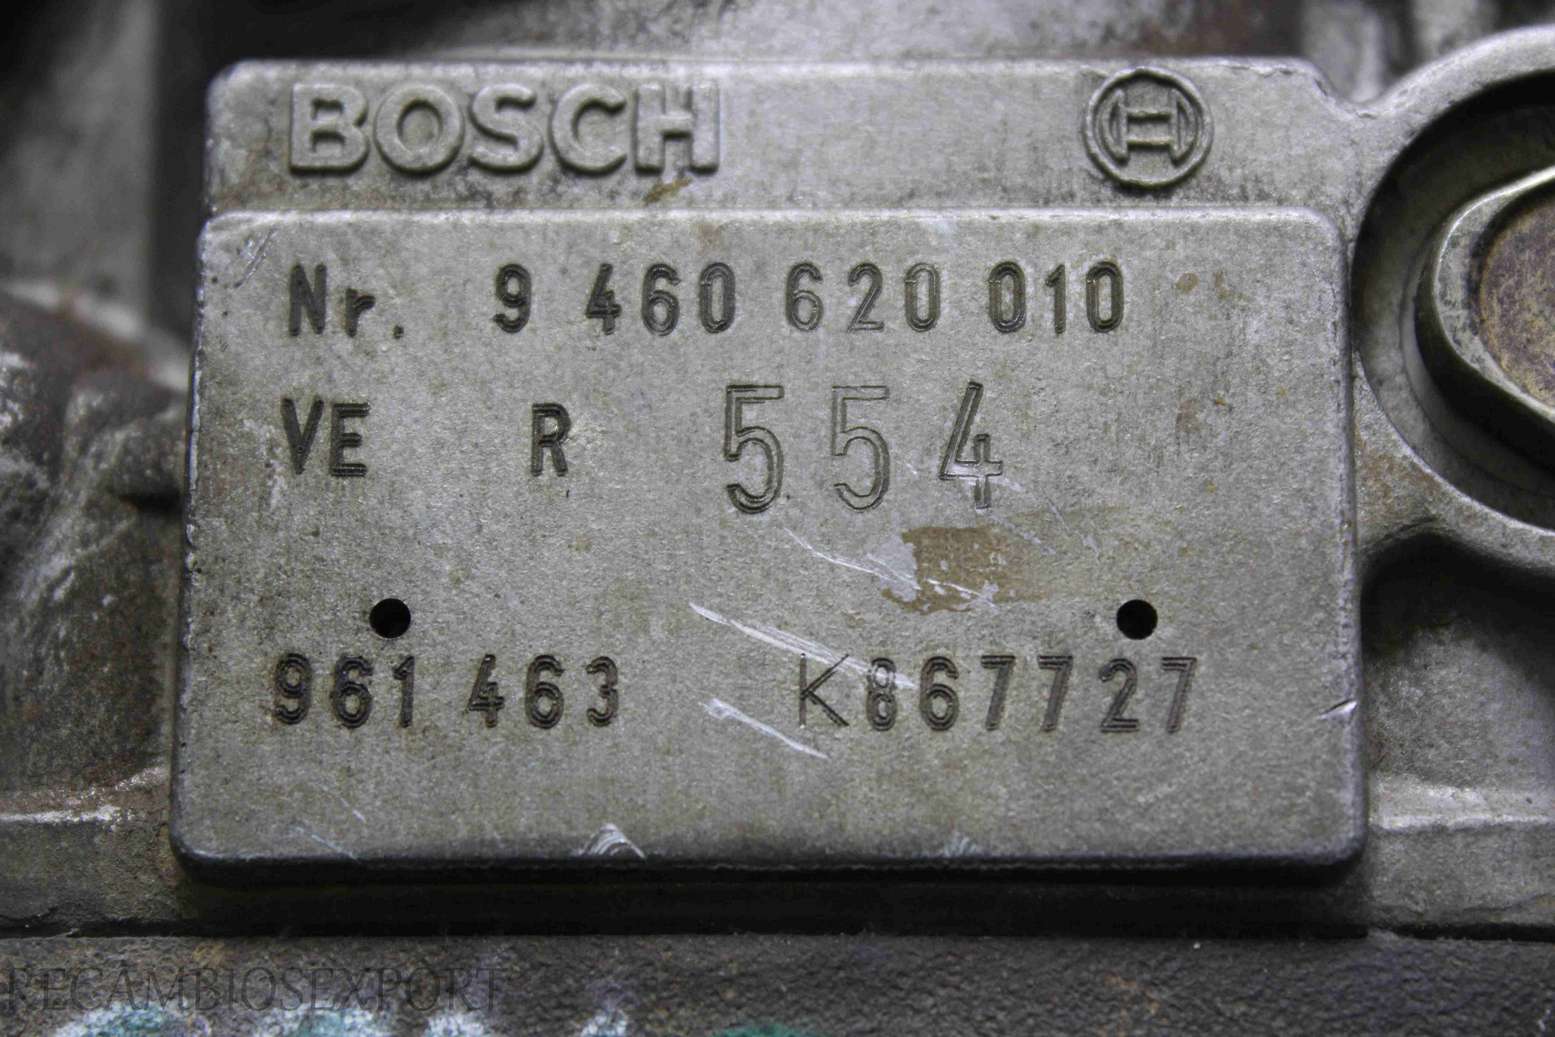 BOSCH
Nr. 9 460 620 010
VE R 554
961 463 K867727
RECAMBIOSEXPORT